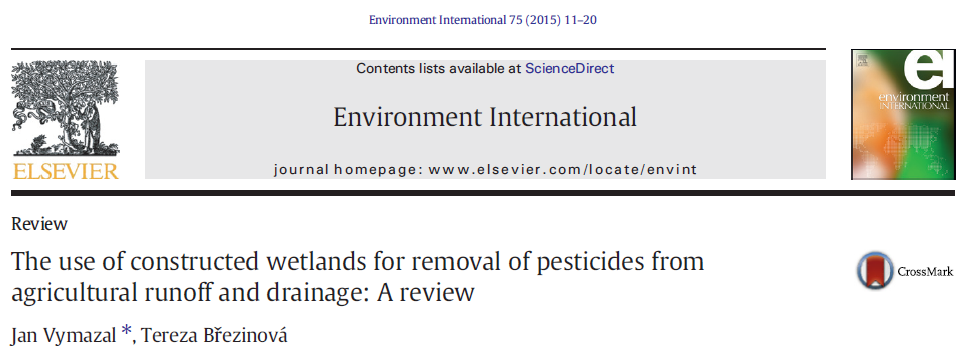 Environment International 75 (2015) 11–20
Contents lists available at ScienceDirect
Environment International
journal homepage: www.elsevier.com/locate/envint
ELSEVIER
ei
environment
INTERNATIONAL
Review
The use of constructed wetlands for removal of pesticides from
agricultural runoff and drainage: A review
CrossMark
Jan Vymazal *, Tereza Březinová